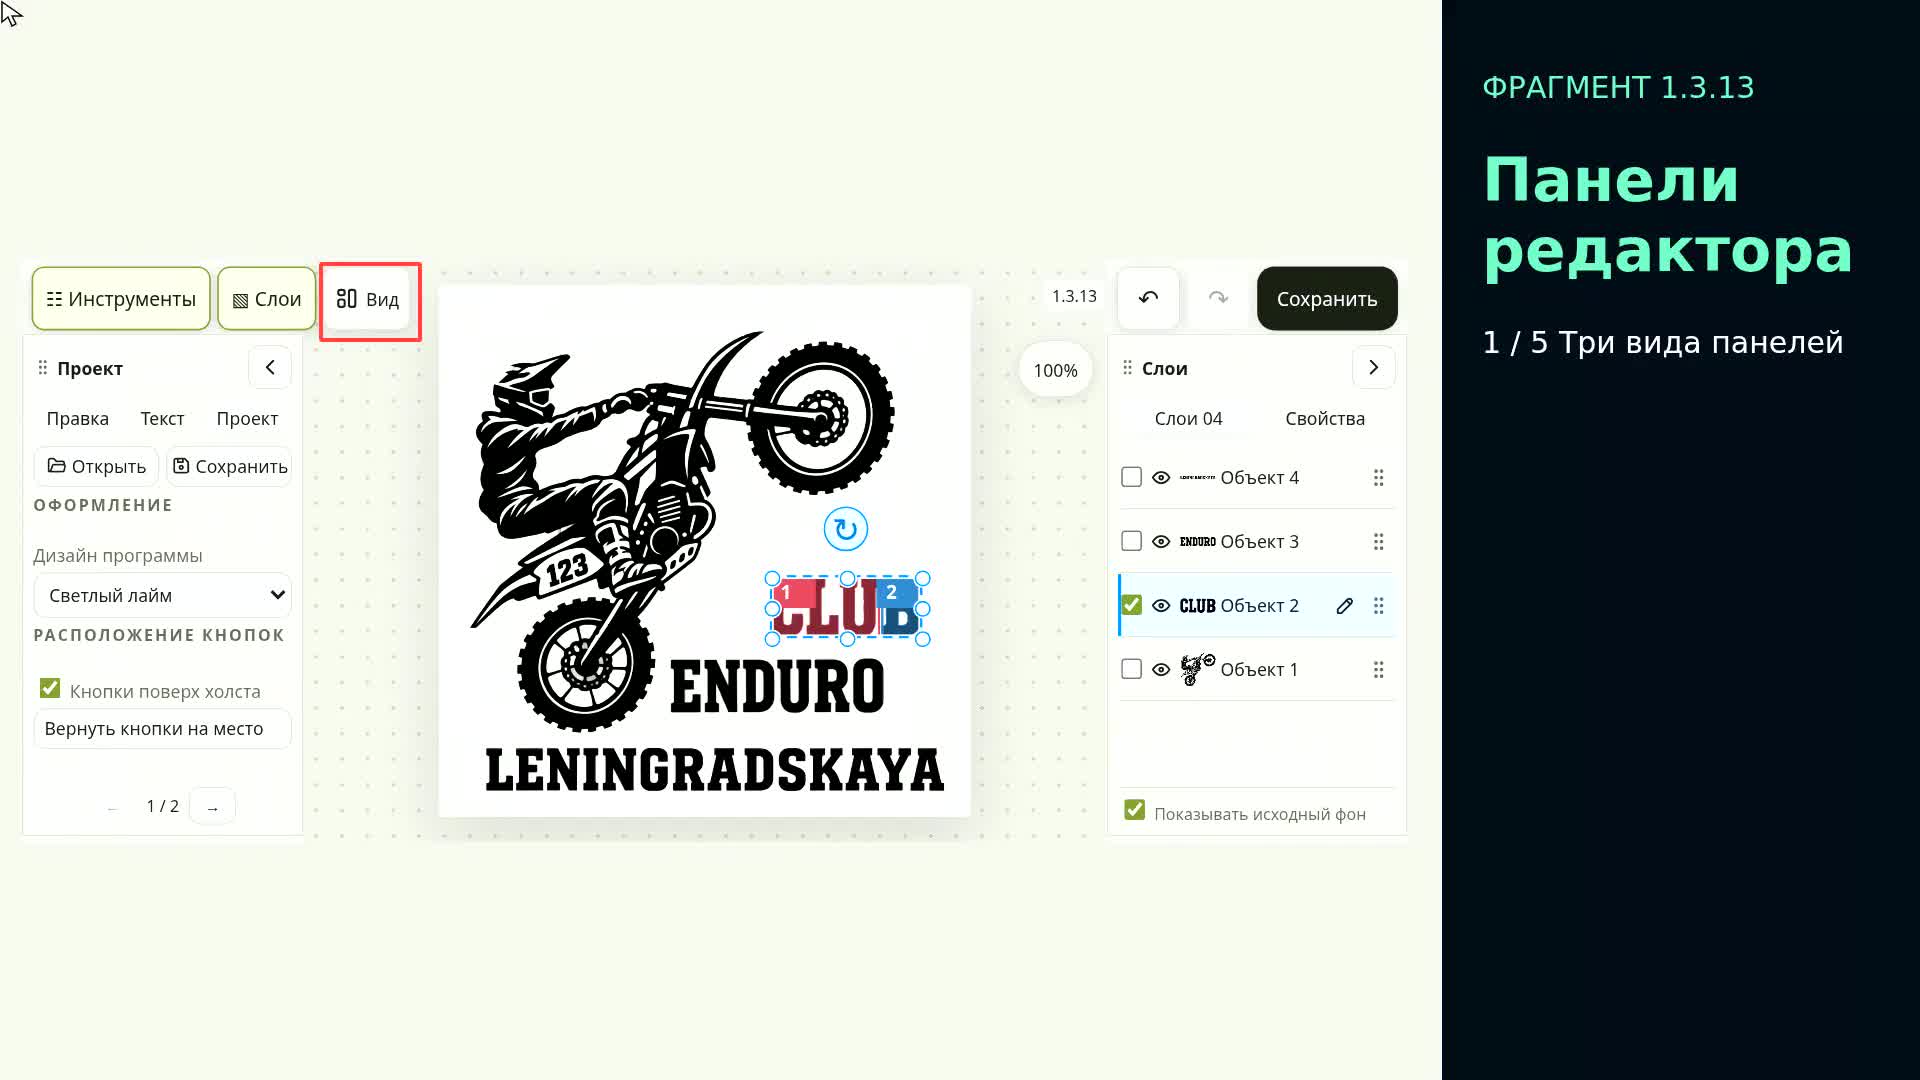 ФРАГМЕНТ 1.3.13
Панели
редактора
1 / 5 Три вида панелей
Инструменты
Слои
Вид
1.3.13
Сохранить
Проект
Правка Текст Проект
Открыть Сохранить
ОФОРМЛЕНИЕ
Дизайн программы
Светлый лайм
РАСПОЛОЖЕНИЕ КНОПОК
Кнопки поверх холста
Вернуть кнопки на место
← 1 / 2 →
123
1 2
CLUB
ENDURO
LENINGRADSKAYA
100%
Слои
Слои 04 Свойства
Объект 4
ENDURO Объект 3
CLUB Объект 2
Объект 1
Показывать исходный фон